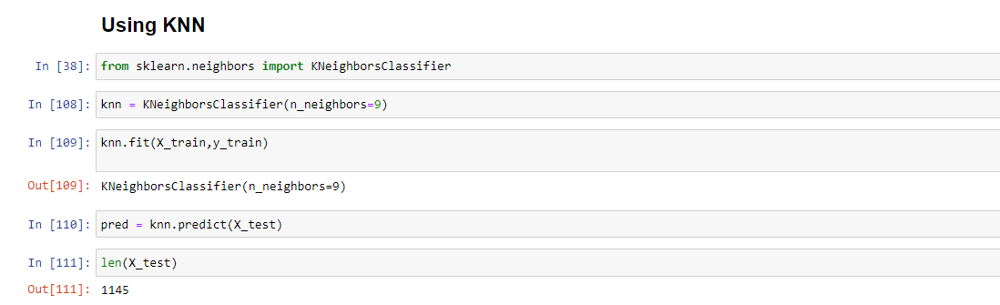 Using KNN
In [38]: from sklearn.neighbors import KNeighborsClassifier
In [108]: knn = KNeighborsClassifier(n_neighbors=9)
In [109]: knn.fit(X_train,y_train)
Out[109]: KNeighborsClassifier(n_neighbors=9)
In [110]: pred = knn.predict(X_test)
In [111]: len(X_test)
Out[111]: 1145